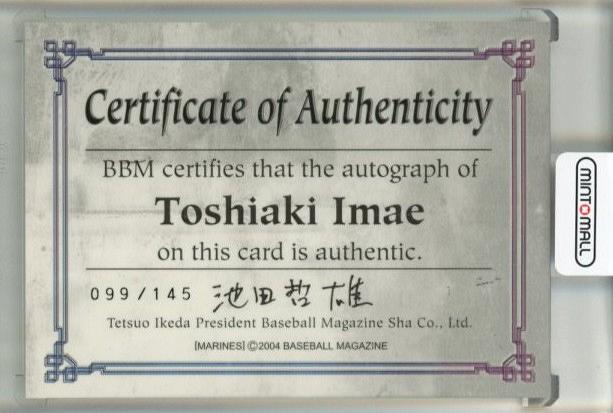 Certificate of Authenticity
BBM certifies that the autograph of
Toshiaki Imae
on this card is authentic.
099/145 池田哲雄
Tetsuo Ikeda President Baseball Magazine Sha Co., Ltd.
[MARINES] ©2004 BASEBALL MAGAZINE
MINTOMALL